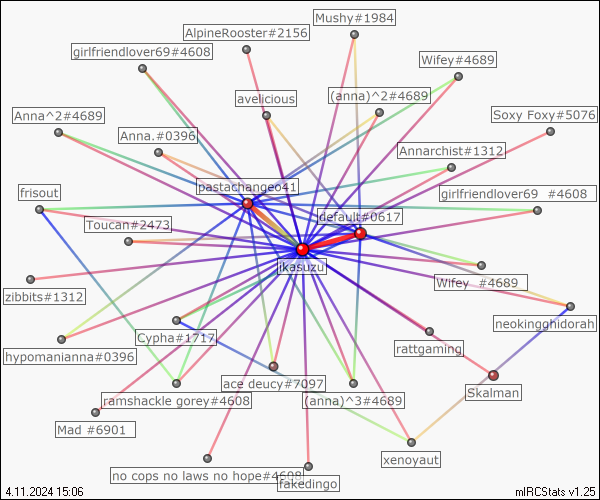 Mushy#1984
AlpineRooster#2156
girlfriendlover69#4608
Wifey#4689
avelicious
(anna)^2#4689
Anna^2#4689
Soxy Foxy#5076
Anna.#0396
Annarchist#1312
pastachangeo41
frisout
girlfriendlover69 #4608
default#0617
Toucan#2473
jkasuzu
Wifey #4689
zibbits#1312
neokingghidorah
Cypha#1717
rattgaming
hypomanianna#0396
ace deucy#7097
Skalman
ramshackle gorey#4608
(anna)^3#4689
Mad #6901
xenoyaut
no cops no laws no hope#4608
fakedingo
4.11.2024 15:06
mIRCStats v1.25